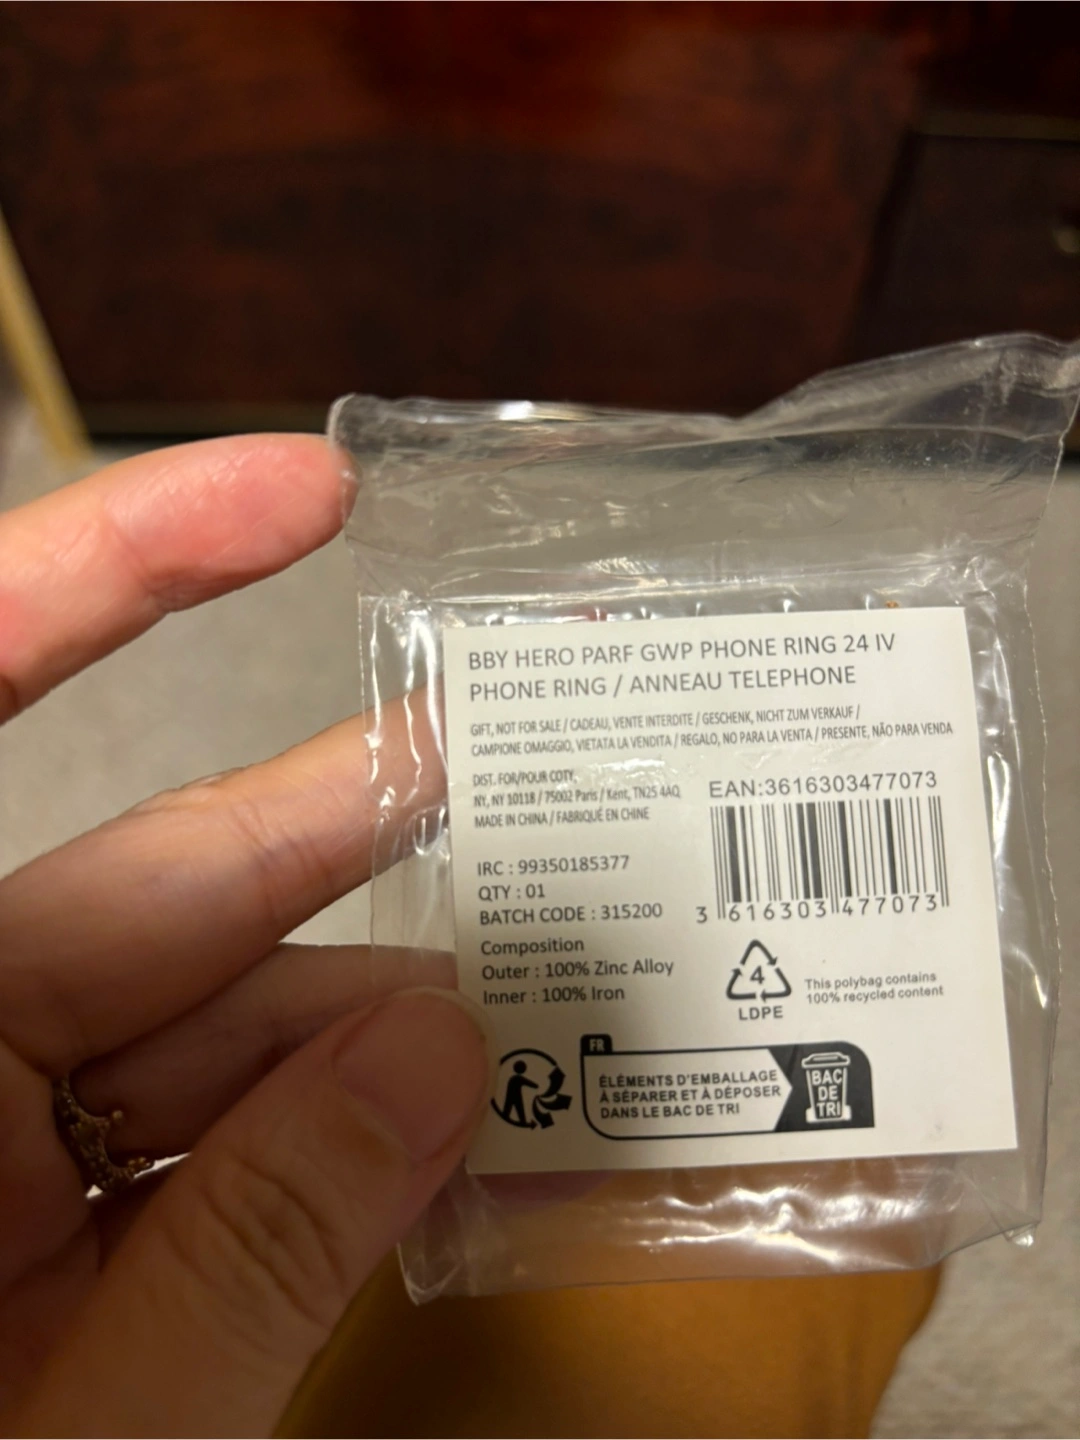 BBY HERO PARF GWP PHONE RING 24 IV
PHONE RING / ANNEAU TELEPHONE
GIFT, NOT FOR SALE / CADEAU, VENTE INTERDITE / GESCHENK, NICHT ZUM VERKAUF /
CAMPIONE OMAGGIO, VIETATA LA VENDITA / REGALO, NO PARA LA VENTA / PRESENTE, NÃO PARA VENDA
DIST. FOR/POUR COTY,
NY, NY 10118 / 75002 Paris / Kent, TN25 4AQ
MADE IN CHINA / FABRIQUÉ EN CHINE
EAN:3616303477073
3 616303 477073
IRC : 99350185377
QTY : 01
BATCH CODE : 315200
Composition
Outer : 100% Zinc Alloy
Inner : 100% Iron
4
LDPE
This polybag contains
100% recycled content
FR
ÉLÉMENTS D'EMBALLAGE
À SÉPARER ET À DÉPOSER
DANS LE BAC DE TRI
BAC
DE
TRI